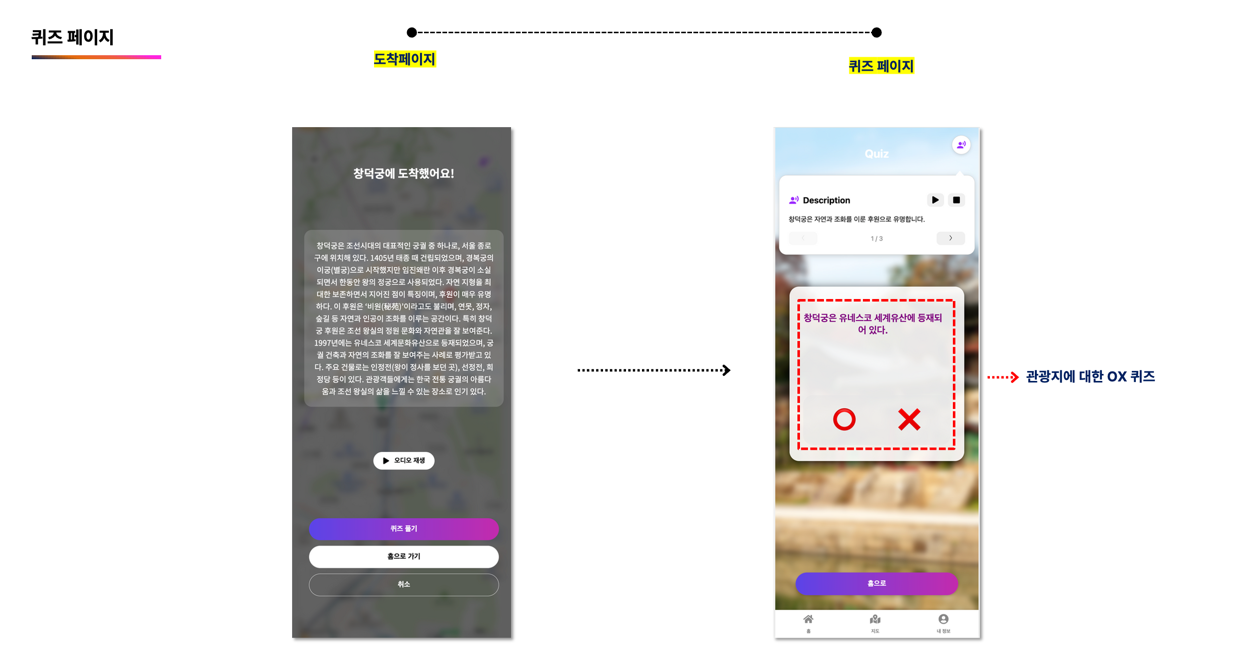 퀴즈 페이지
도착페이지
퀴즈 페이지
창덕궁에 도착했어요!
창덕궁은 조선시대의 대표적인 궁궐 중 하나로, 서울 종로
구에 위치해 있다. 1405년 태종 때 건립되었으며, 경복궁의
이궁(별궁)으로 시작했지만 임진왜란 이후 경복궁이 소실
되면서 한동안 왕의 정궁으로 사용되었다. 자연 지형을 최
대한 보존하면서 지어진 점이 특징이며, 후원이 매우 유명
하다. 이 후원은 '비원(秘苑)'이라고도 불리며, 연못, 정자,
숲길 등 자연과 인공이 조화를 이루는 공간이다. 특히 창덕
궁 후원은 조선 왕실의 정원 문화와 자연관을 잘 보여준다.
1997년에는 유네스코 세계문화유산으로 등재되었으며, 궁
궐 건축과 자연의 조화를 잘 보여주는 사례로 평가받고 있
다. 주요 건물로는 인정전(왕이 정사를 보던 곳), 선정전, 희
정당 등이 있다. 관광객들에게는 한국 전통 궁궐의 아름다
움과 조선 왕실의 삶을 느낄 수 있는 장소로 인기 있다.
오디오 재생
퀴즈 풀기
홈으로 가기
취소
Quiz
Description
창덕궁은 자연과 조화를 이룬 후원으로 유명합니다.
1 / 3
창덕궁은 유네스코 세계유산에 등재되
어 있다.
관광지에 대한 OX 퀴즈
홈으로
홈
지도
내 정보